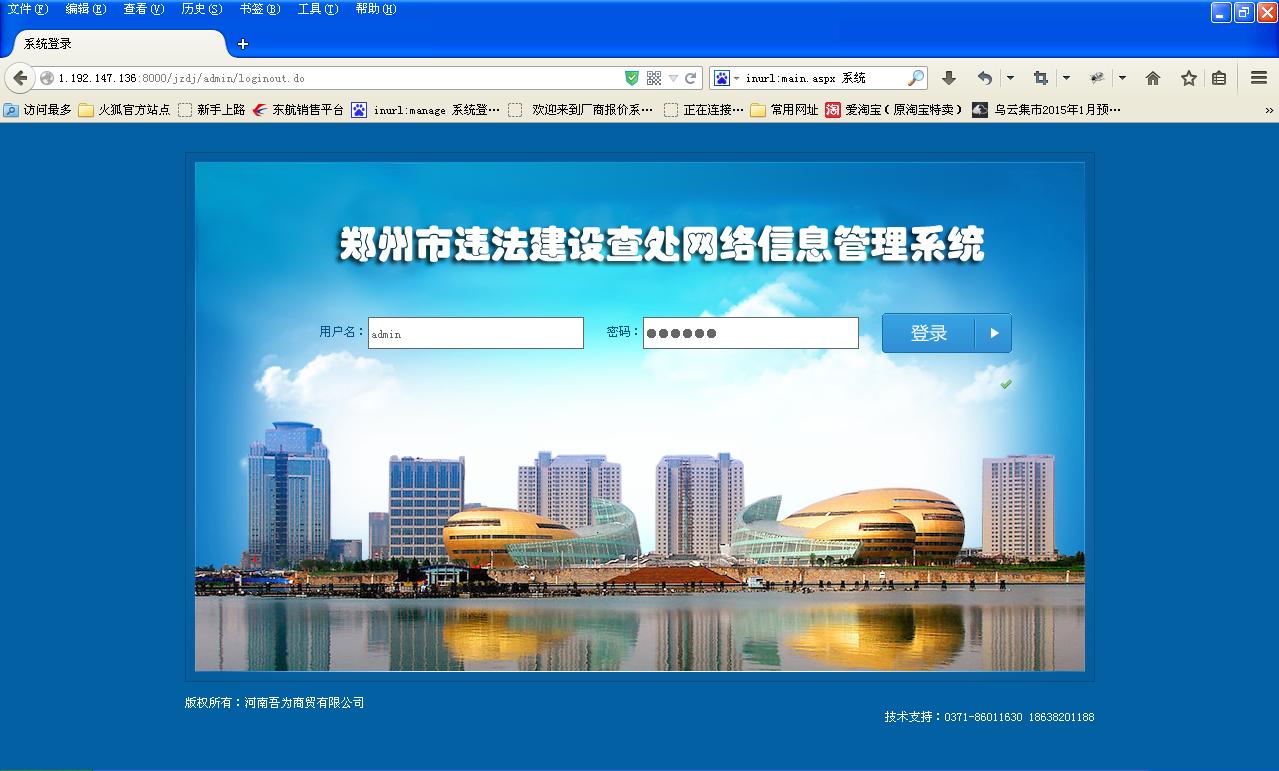 文件(F) 编辑(E) 查看(V) 历史(S) 书签(B) 工具(T) 帮助(H)
系统登录
1.192.147.136:8000/jzdj/admin/loginout.do
inurl:main.aspx 系统
访问最多 火狐官方站点 新手上路 东航销售平台 inurl:manage 系统登… 欢迎来到厂商报价系… 正在连接… 常用网址 淘 爱淘宝（原淘宝特卖） 乌云集市2015年1月预… »
郑州市违法建设查处网络信息管理系统
用户名： admin 密码： ●●●●●● 登录
版权所有：河南吾为商贸有限公司
技术支持：0371-86011630 18638201188